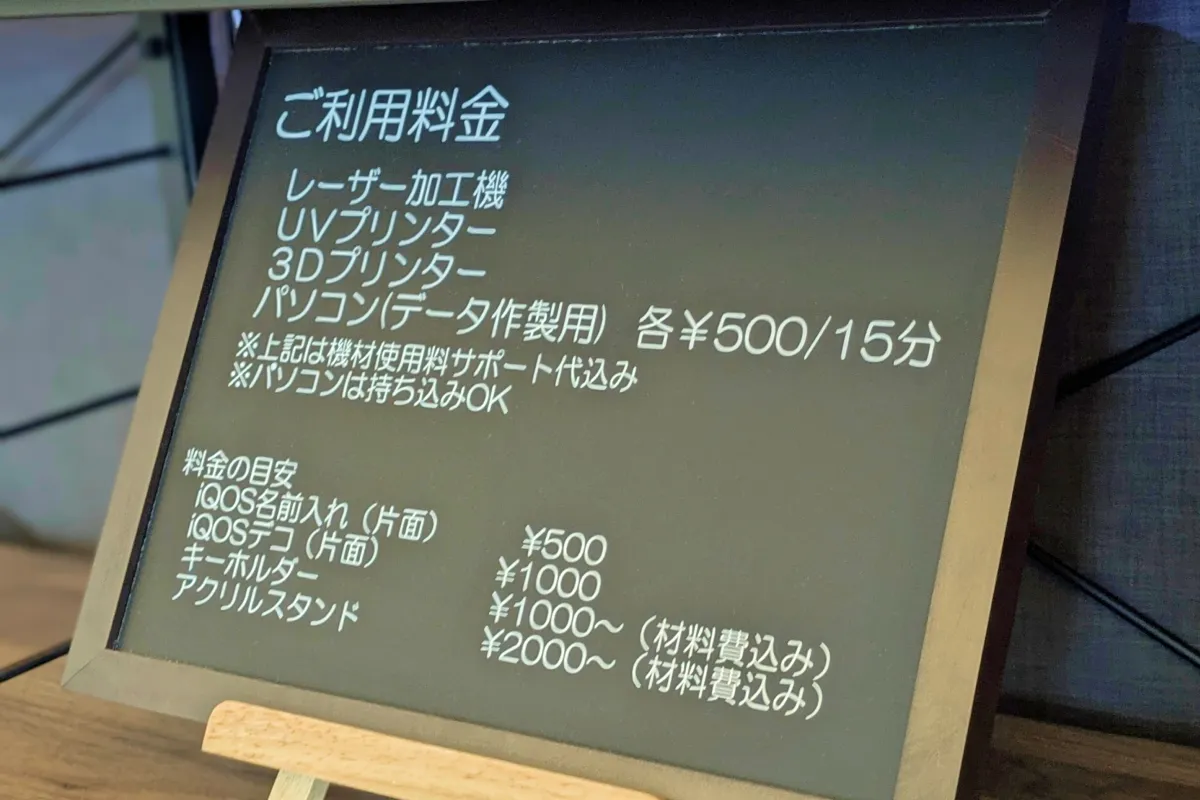 ご利用料金
レーザー加工機
UVプリンター
3Dプリンター
パソコン(データ作製用) 各¥500/15分
※上記は機材使用料サポート代込み
※パソコンは持ち込みOK
料金の目安
iQOS名前入れ（片面） ¥500
iQOSデコ（片面） ¥1000
キーホルダー ¥1000～（材料費込み）
アクリルスタンド ¥2000～（材料費込み）